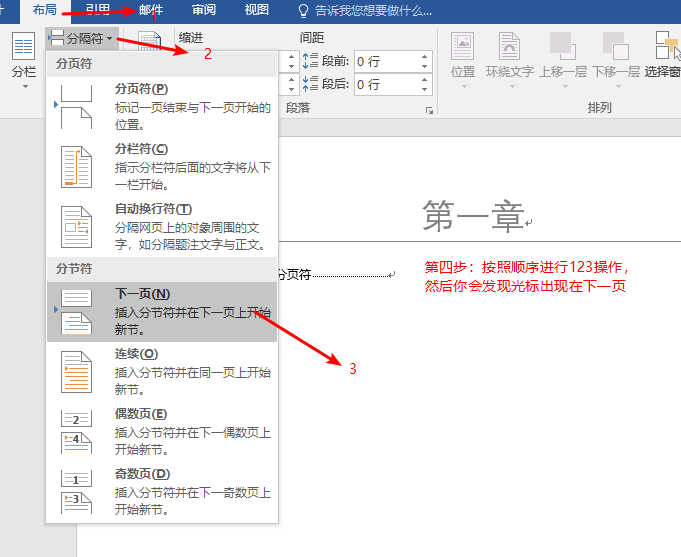 布局 引用 邮件 审阅 视图 告诉我您想要做什么...
1
分隔符 缩进 间距
2
分栏 段前: 0 行 位置 环绕文字 上移一层 下移一层 选择窗
段后: 0 行
段落 排列
分页符
分页符(P)
标记一页结束与下一页开始的
位置。
分栏符(C)
指示分栏符后面的文字将从下
一栏开始。
自动换行符(T)
分隔网页上的对象周围的文
字，如分隔题注文字与正文。
第一章
分节符
分页符
第四步：按照顺序进行123操作，
然后你会发现光标出现在下一页
下一页(N)
插入分节符并在下一页上开始
新节。
3
连续(O)
插入分节符并在同一页上开始
新节。
偶数页(E)
插入分节符并在下一偶数页上
开始新节。
2
4
奇数页(D)
插入分节符并在下一奇数页上
开始新节。
1
3